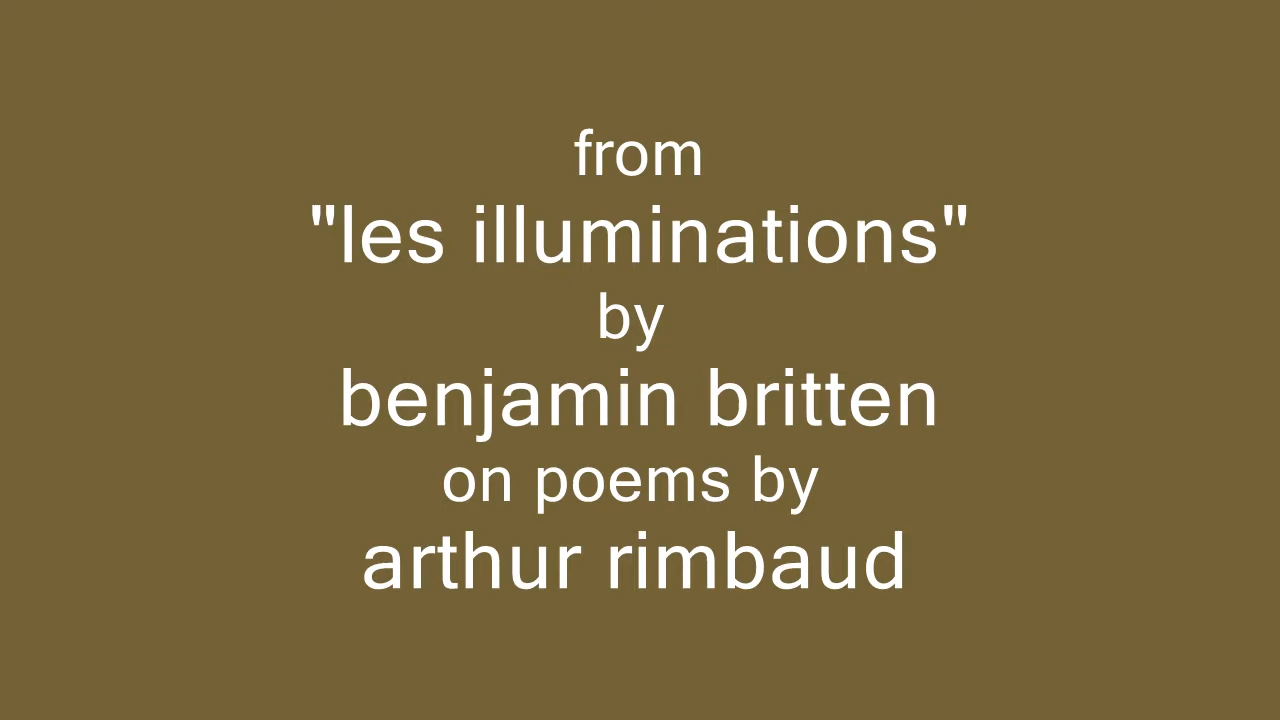 from
"les illuminations"
by
benjamin britten
on poems by
arthur rimbaud